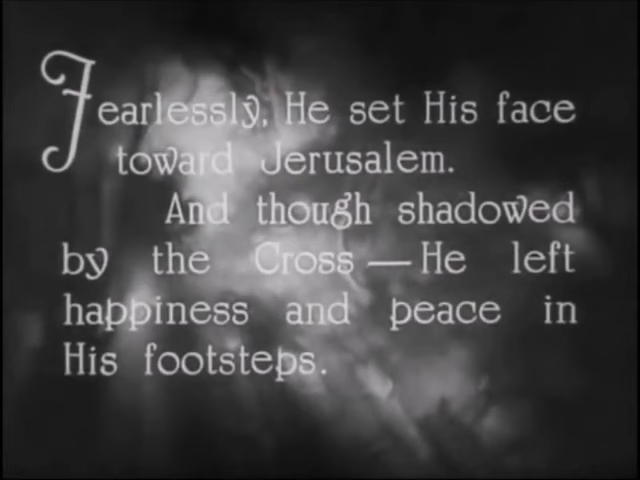 Fearlessly, He set His face
toward Jerusalem.
And though shadowed
by the Cross — He left
happiness and peace in
His footsteps.